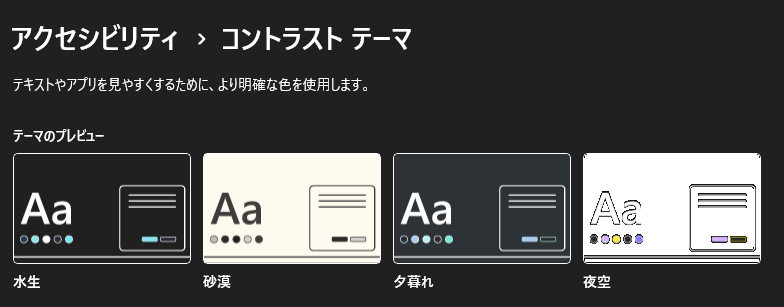 アクセシビリティ › コントラスト テーマ
テキストやアプリを見やすくするために、より明確な色を使用します。
テーマのプレビュー
Aa Aa Aa Aa
水生 砂漠 夕暮れ 夜空